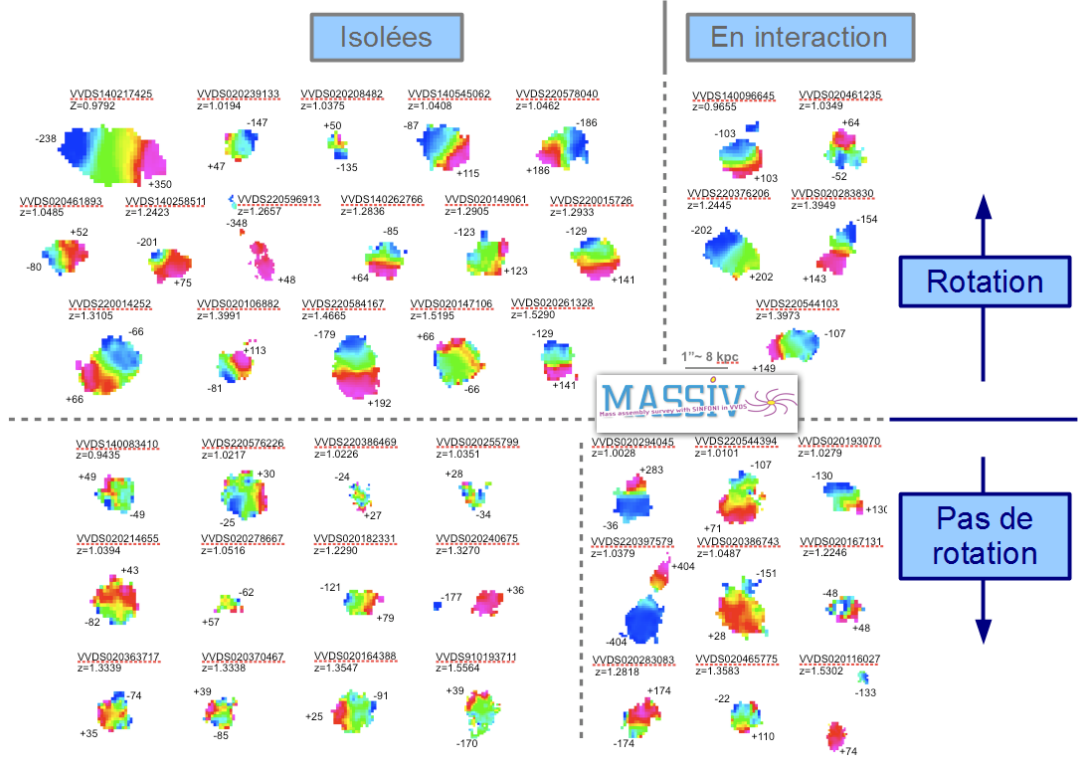 Isolées
En interaction
VVDS140217425
Z=0.9792
-238
+350
VVDS020239133
z=1.0194
-147
+47
VVDS020208482
z=1.0375
+50
-135
VVDS140545062
z=1.0408
-87
+115
VVDS220578040
z=1.0462
-186
+186
VVDS140096645
z=0.9655
-103
+103
VVDS020461235
z=1.0349
+64
-52
VVDS020461893
z=1.0485
+52
-80
VVDS140258511
z=1.2423
-201
+75
VVDS220596913
z=1.2657
-348
+48
VVDS140262766
z=1.2836
-85
+64
VVDS020149061
z=1.2905
-123
+123
VVDS220015726
z=1.2933
-129
+141
VVDS220376206
z=1.2445
-202
+202
VVDS020283830
z=1.3949
-154
+143
Rotation
VVDS220014252
z=1.3105
-66
+66
VVDS020106882
z=1.3991
+113
-81
VVDS220584167
z=1.4665
-179
+192
VVDS020147106
z=1.5195
+66
-66
VVDS020261328
z=1.5290
-129
+141
VVDS220544103
z=1.3973
-107
+149
1"~ 8 kpc
MASSIV
Mass assembly survey with SINFONI in VVDS
VVDS140083410
z=0.9435
+49
-49
VVDS220576226
z=1.0217
+30
-25
VVDS220386469
z=1.0226
-24
+27
VVDS020255799
z=1.0351
+28
-34
VVDS020294045
z=1.0028
+283
-36
VVDS220544394
z=1.0101
-107
+71
VVDS020193070
z=1.0279
-130
+130
Pas de
rotation
VVDS020214655
z=1.0394
+43
-82
VVDS020278667
z=1.0516
-62
+57
VVDS020182331
z=1.2290
-121
+79
VVDS020240675
z=1.3270
-177
+36
VVDS220397579
z=1.0379
+404
-404
VVDS020386743
z=1.0487
-151
+28
VVDS020167131
z=1.2246
-48
+48
VVDS020363717
z=1.3339
-74
+35
VVDS020370467
z=1.3338
+39
-85
VVDS020164388
z=1.3547
-91
+25
VVDS910193711
z=1.5564
+39
-170
VVDS020283083
z=1.2818
+174
-174
VVDS020465775
z=1.3583
-22
+110
VVDS020116027
z=1.5302
-133
+74